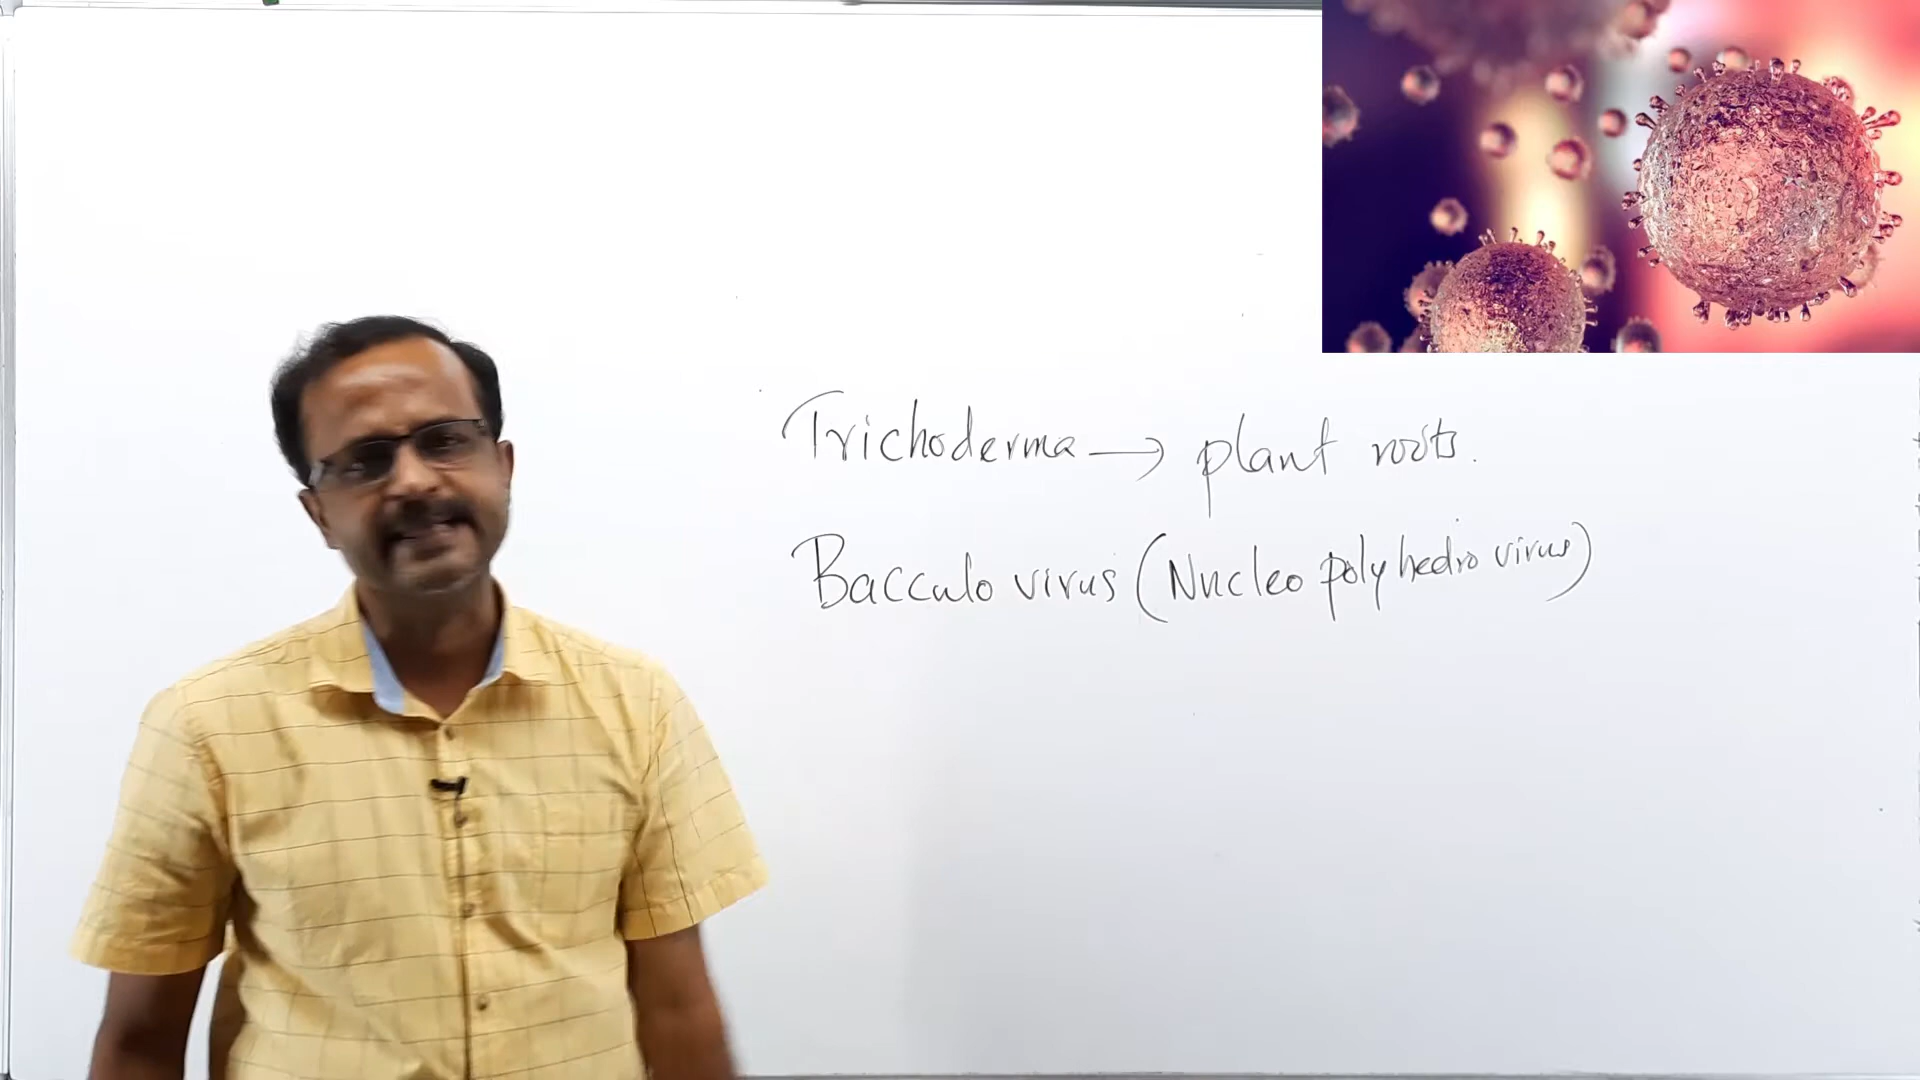 Trichoderma → plant roots.
Bacculo virus (Nucleo polyhedro virus)